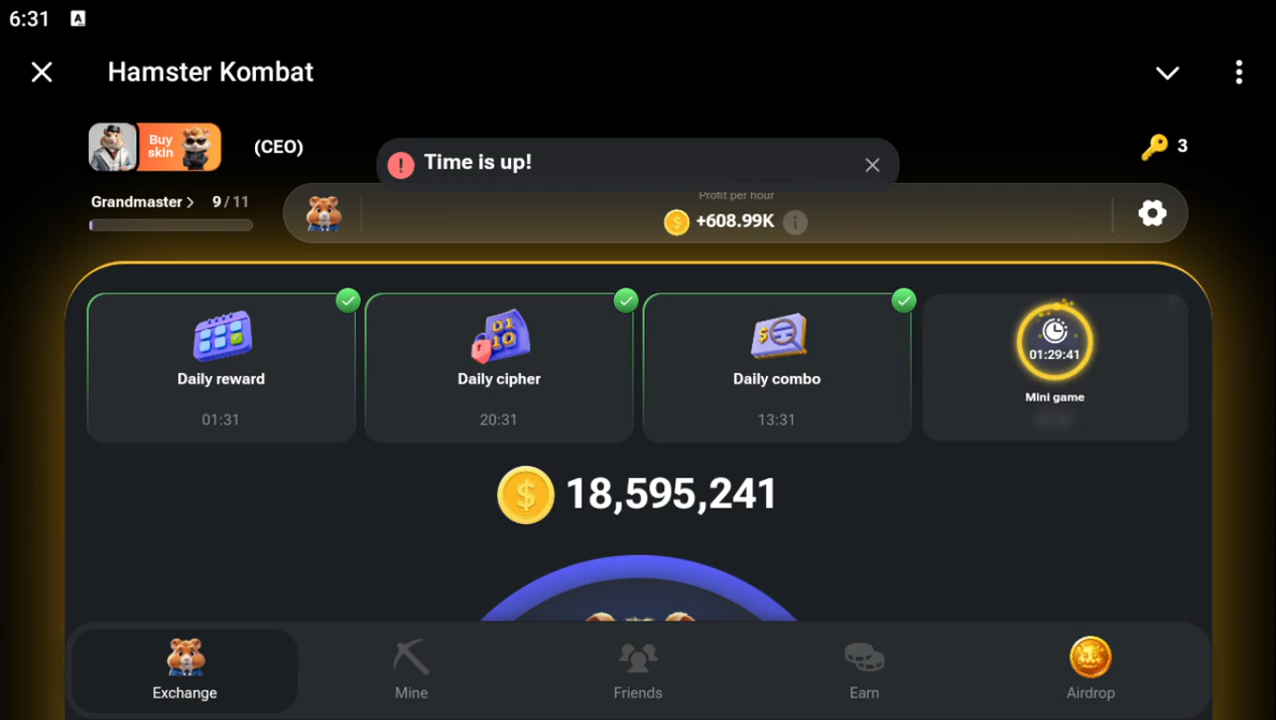 6:31 A
Hamster Kombat
Buy
skin
(CEO)
Time is up!
3
Grandmaster > 9/11
Profit per hour
+608.99K
Daily reward
01:31
Daily cipher
20:31
Daily combo
13:31
01:29:41
Mini game
18,595,241
Exchange
Mine
Friends
Earn
Airdrop